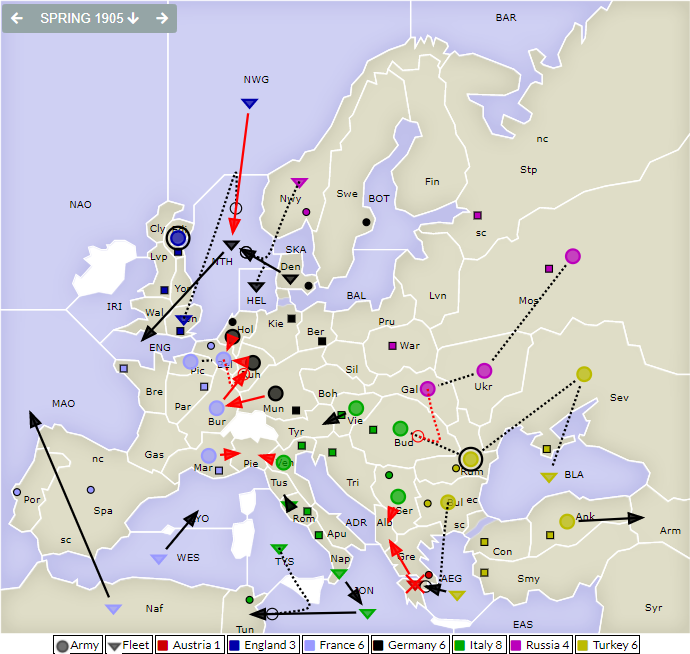 SPRING 1905
BAR
NWG
nc
Stp
Fin
Nwy
Swe
BOT
NAO
Cly
sc
Lvp
SKA
NTH
Den
Yor
HEL
BAL
Lvn
Mos
IRI
Wal
ENG
Hol
Kie
Ber
Pru
War
Pic
Bel
Ruh
Sil
Gal
Ukr
Bre
Par
Bur
Mun
Boh
Sev
MAO
Vie
Tyr
Bud
nc
Gas
Mar
Pie
Ven
Rum
BLA
Por
Spa
Tus
Tri
Ser
Bul
ec
Ank
sc
LYO
Rom
ADR
Alb
sc
Arm
WES
Apu
Con
TYS
Nap
Gre
Smy
ION
AEG
Naf
Tun
Syr
EAS
Army
Fleet
Austria 1
England 3
France 6
Germany 6
Italy 8
Russia 4
Turkey 6